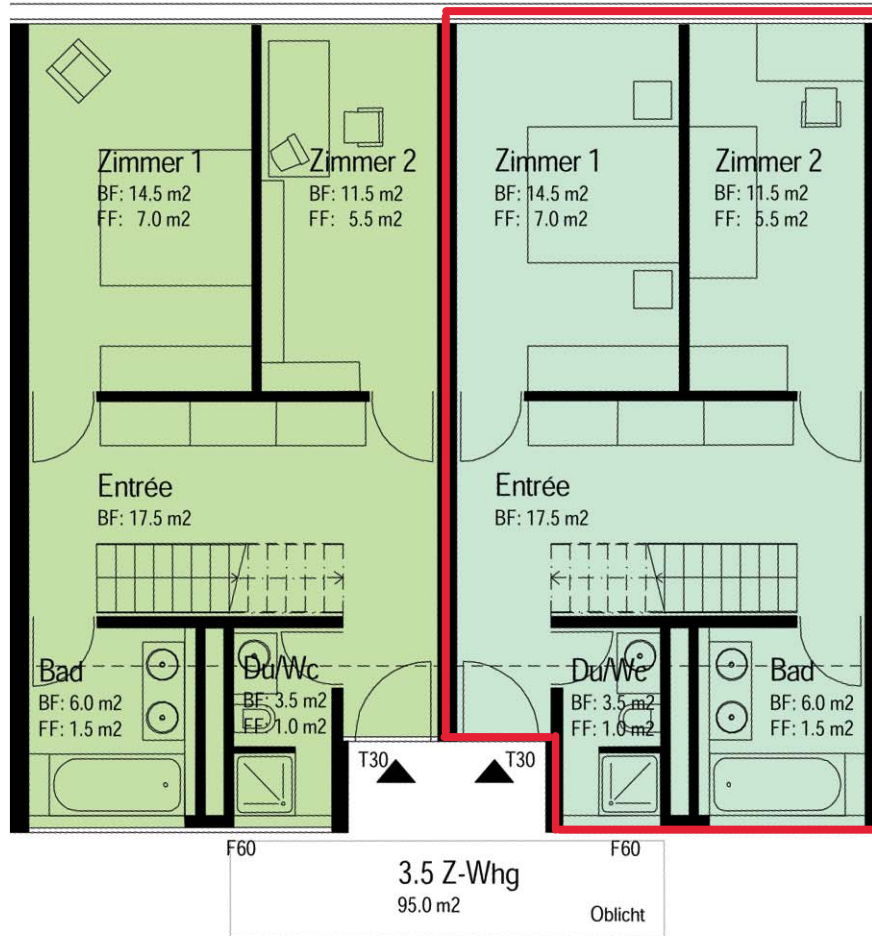 Zimmer 1
BF: 14.5 m2
FF: 7.0 m2
Zimmer 2
BF: 11.5 m2
FF: 5.5 m2
Zimmer 1
BF: 14.5 m2
FF: 7.0 m2
Zimmer 2
BF: 11.5 m2
FF: 5.5 m2
Entrée
BF: 17.5 m2
Entrée
BF: 17.5 m2
Bad
BF: 6.0 m2
FF: 1.5 m2
Du/Wc
BF: 3.5 m2
FF: 1.0 m2
Du/Wc
BF: 3.5 m2
FF: 1.0 m2
Bad
BF: 6.0 m2
FF: 1.5 m2
T30
T30
F60
F60
3.5 Z-Whg
95.0 m2
Oblicht